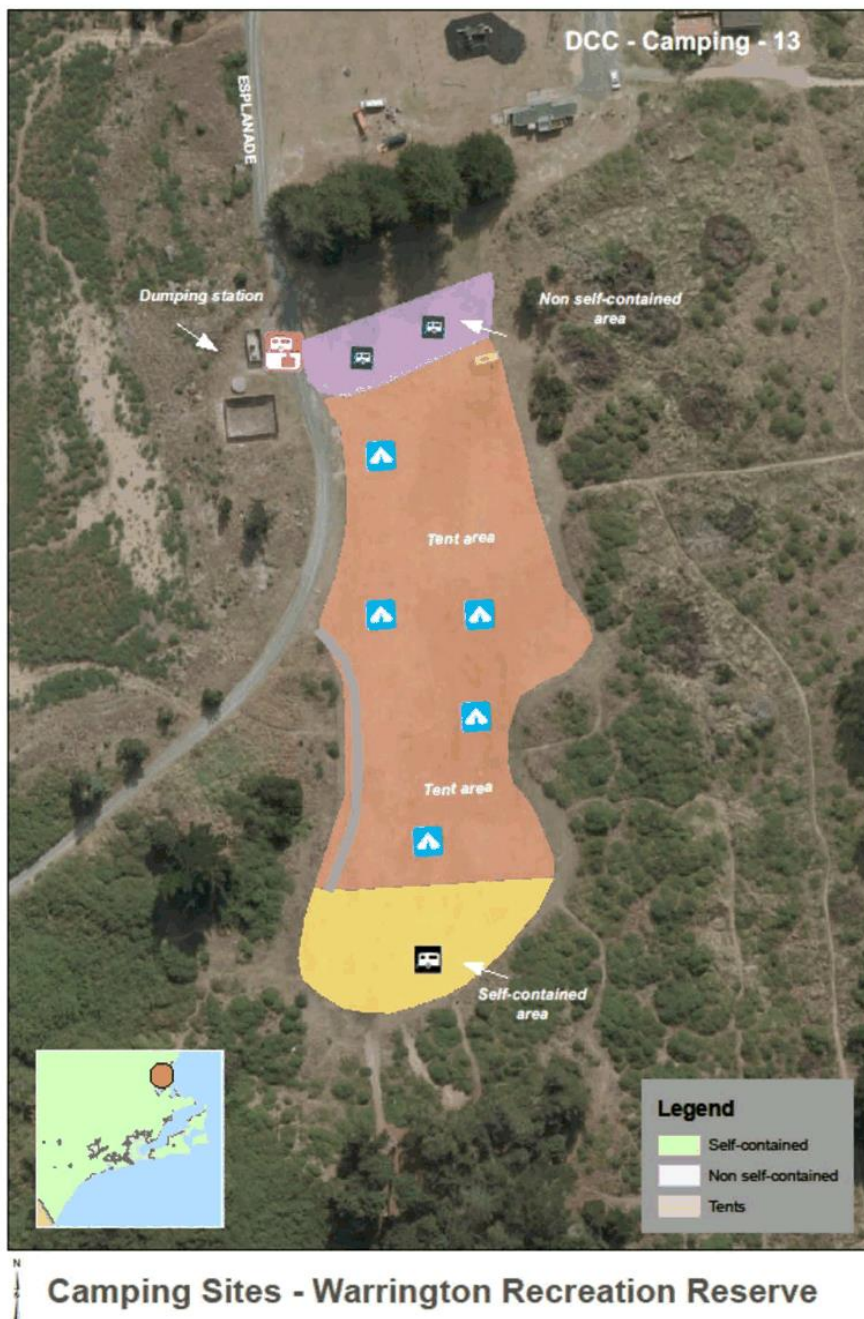 DCC - Camping - 13
ESPLANADE
Dumping station
Non self-contained
area
Tent area
Tent area
Self-contained
area
Legend
Self-contained
Non self-contained
Tents
N
Camping Sites - Warrington Recreation Reserve